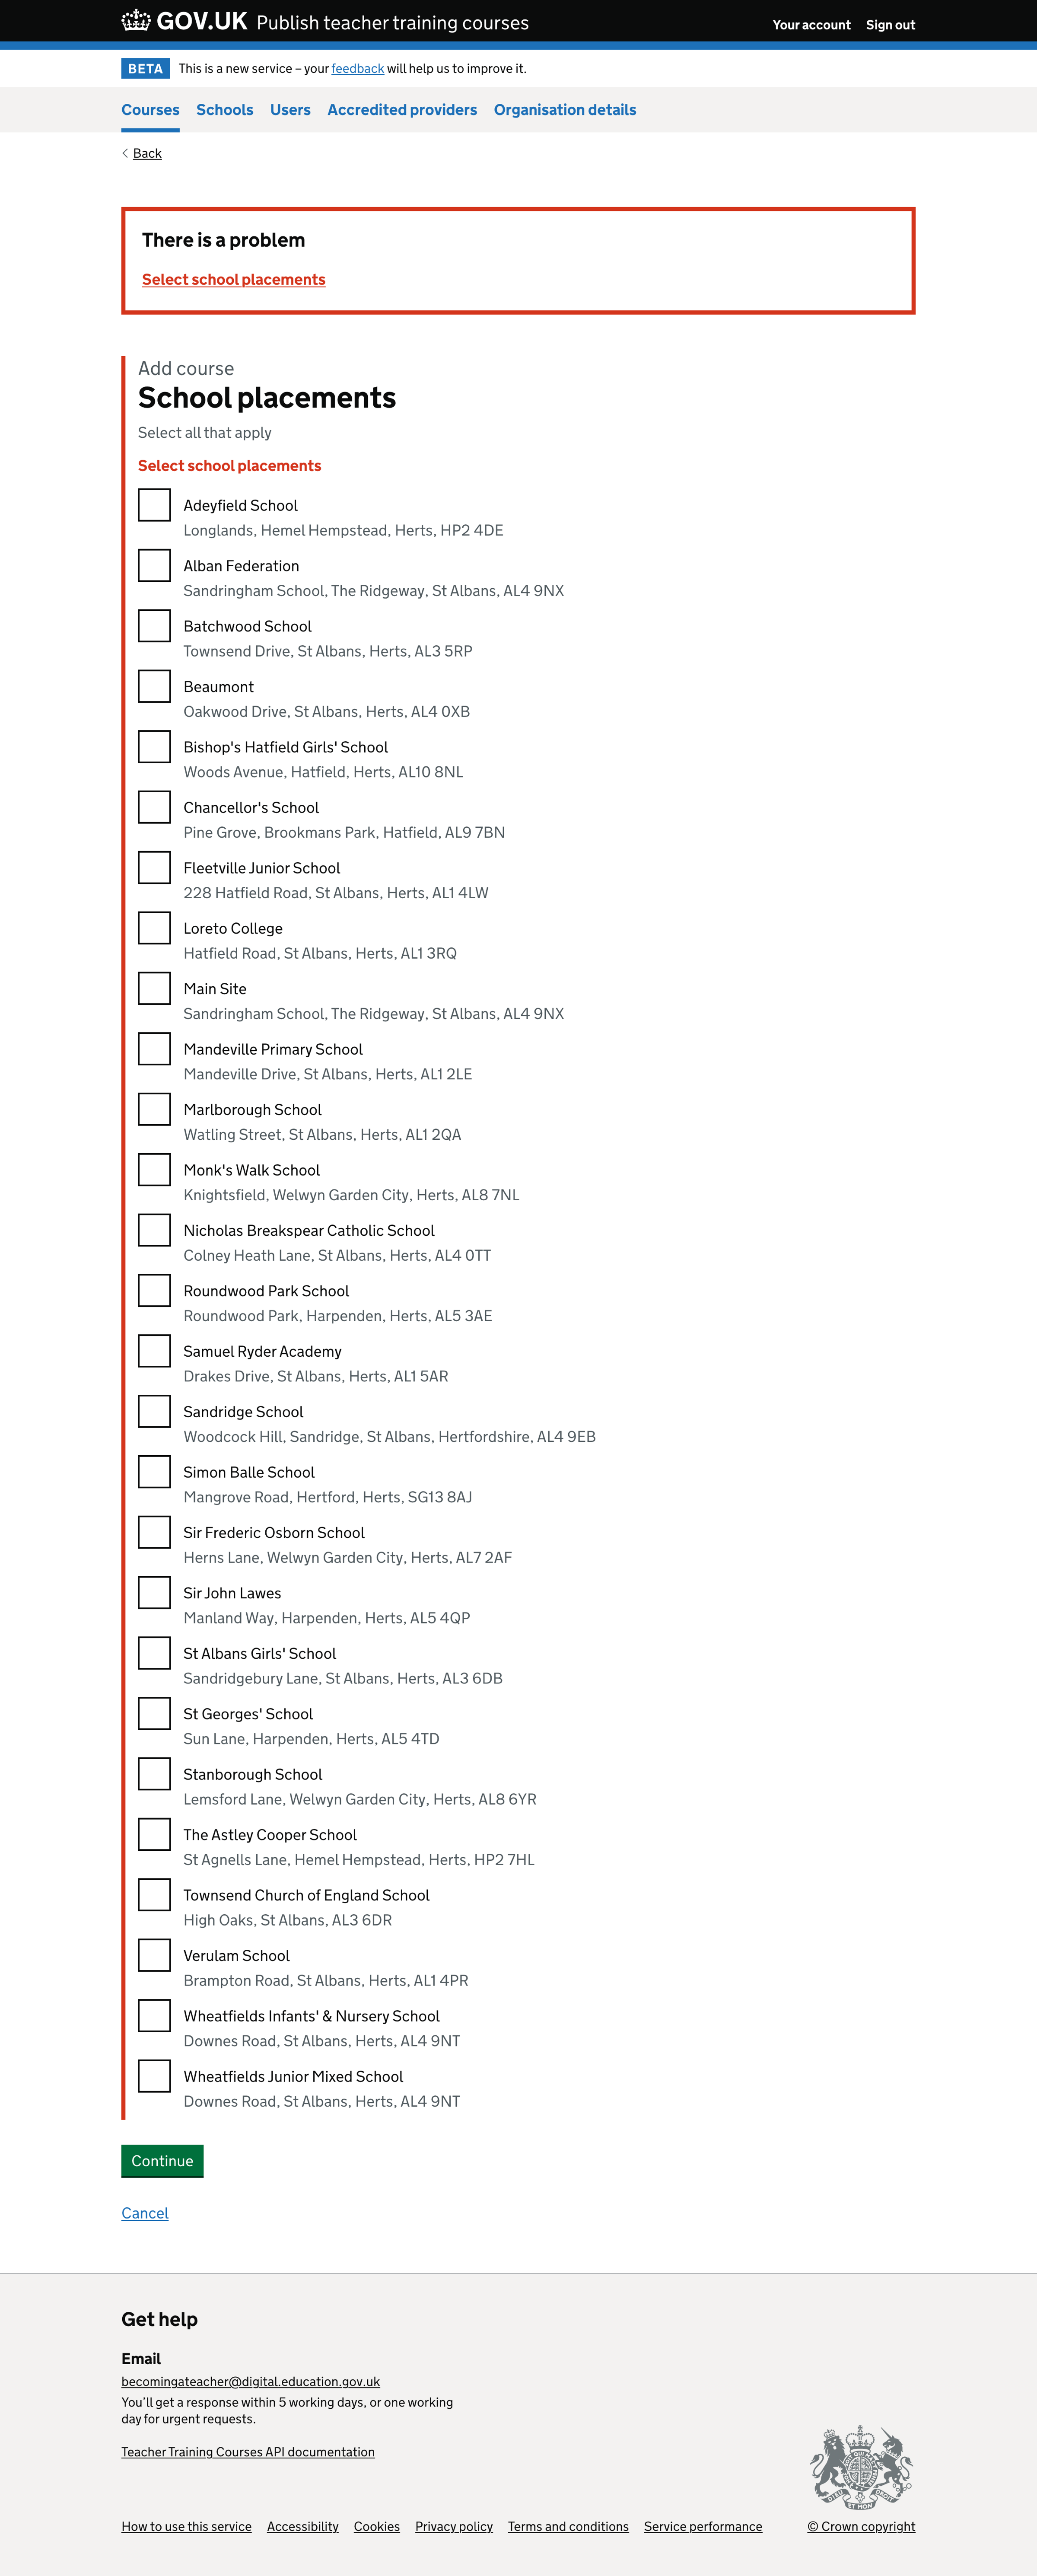 GOV.UK Publish teacher training courses
Your account Sign out
BETA This is a new service – your feedback will help us to improve it.
Courses Schools Users Accredited providers Organisation details
Back
There is a problem
Select school placements
Add course
School placements
Select all that apply
Select school placements
Adeyfield School
Longlands, Hemel Hempstead, Herts, HP2 4DE
Alban Federation
Sandringham School, The Ridgeway, St Albans, AL4 9NX
Batchwood School
Townsend Drive, St Albans, Herts, AL3 5RP
Beaumont
Oakwood Drive, St Albans, Herts, AL4 0XB
Bishop's Hatfield Girls' School
Woods Avenue, Hatfield, Herts, AL10 8NL
Chancellor's School
Pine Grove, Brookmans Park, Hatfield, AL9 7BN
Fleetville Junior School
228 Hatfield Road, St Albans, Herts, AL1 4LW
Loreto College
Hatfield Road, St Albans, Herts, AL1 3RQ
Main Site
Sandringham School, The Ridgeway, St Albans, AL4 9NX
Mandeville Primary School
Mandeville Drive, St Albans, Herts, AL1 2LE
Marlborough School
Watling Street, St Albans, Herts, AL1 2QA
Monk's Walk School
Knightsfield, Welwyn Garden City, Herts, AL8 7NL
Nicholas Breakspear Catholic School
Colney Heath Lane, St Albans, Herts, AL4 0TT
Roundwood Park School
Roundwood Park, Harpenden, Herts, AL5 3AE
Samuel Ryder Academy
Drakes Drive, St Albans, Herts, AL1 5AR
Sandridge School
Woodcock Hill, Sandridge, St Albans, Hertfordshire, AL4 9EB
Simon Balle School
Mangrove Road, Hertford, Herts, SG13 8AJ
Sir Frederic Osborn School
Herns Lane, Welwyn Garden City, Herts, AL7 2AF
Sir John Lawes
Manland Way, Harpenden, Herts, AL5 4QP
St Albans Girls' School
Sandridgebury Lane, St Albans, Herts, AL3 6DB
St Georges' School
Sun Lane, Harpenden, Herts, AL5 4TD
Stanborough School
Lemsford Lane, Welwyn Garden City, Herts, AL8 6YR
The Astley Cooper School
St Agnells Lane, Hemel Hempstead, Herts, HP2 7HL
Townsend Church of England School
High Oaks, St Albans, AL3 6DR
Verulam School
Brampton Road, St Albans, Herts, AL1 4PR
Wheatfields Infants' & Nursery School
Downes Road, St Albans, Herts, AL4 9NT
Wheatfields Junior Mixed School
Downes Road, St Albans, Herts, AL4 9NT
Continue
Cancel
Get help
Email
becomingateacher@digital.education.gov.uk
You'll get a response within 5 working days, or one working
day for urgent requests.
Teacher Training Courses API documentation
How to use this service Accessibility Cookies Privacy policy Terms and conditions Service performance
© Crown copyright